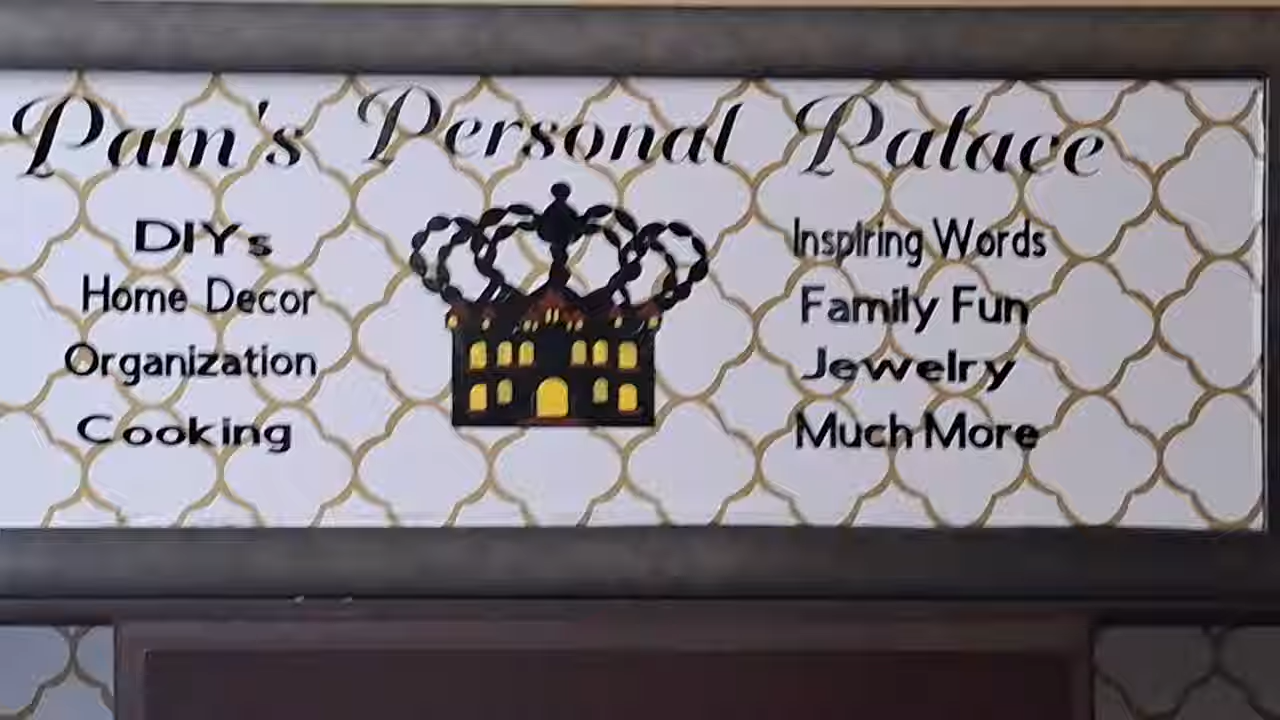 Pam's Personal Palace
DIYs
Home Decor
Organization
Cooking
Inspiring Words
Family Fun
Jewelry
Much More